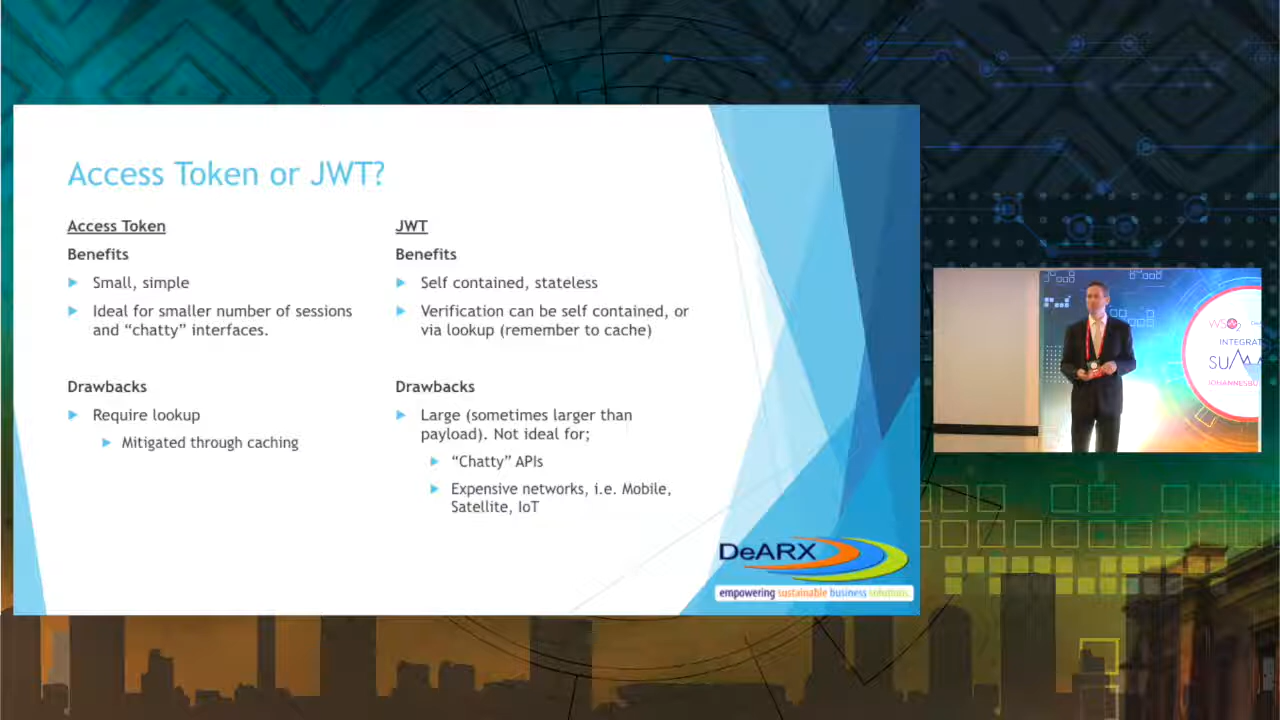 Access Token or JWT?
Access Token
Benefits
Small, simple
Ideal for smaller number of sessions
and “chatty” interfaces.
Drawbacks
Require lookup
Mitigated through caching
JWT
Benefits
Self contained, stateless
Verification can be self contained, or
via lookup (remember to cache)
Drawbacks
Large (sometimes larger than
payload). Not ideal for;
“Chatty” APIs
Expensive networks, i.e. Mobile,
Satellite, IoT
DeARX
empowering sustainable business solutions
WSO2
INTEGRAT
SUM
JOHANNESBU